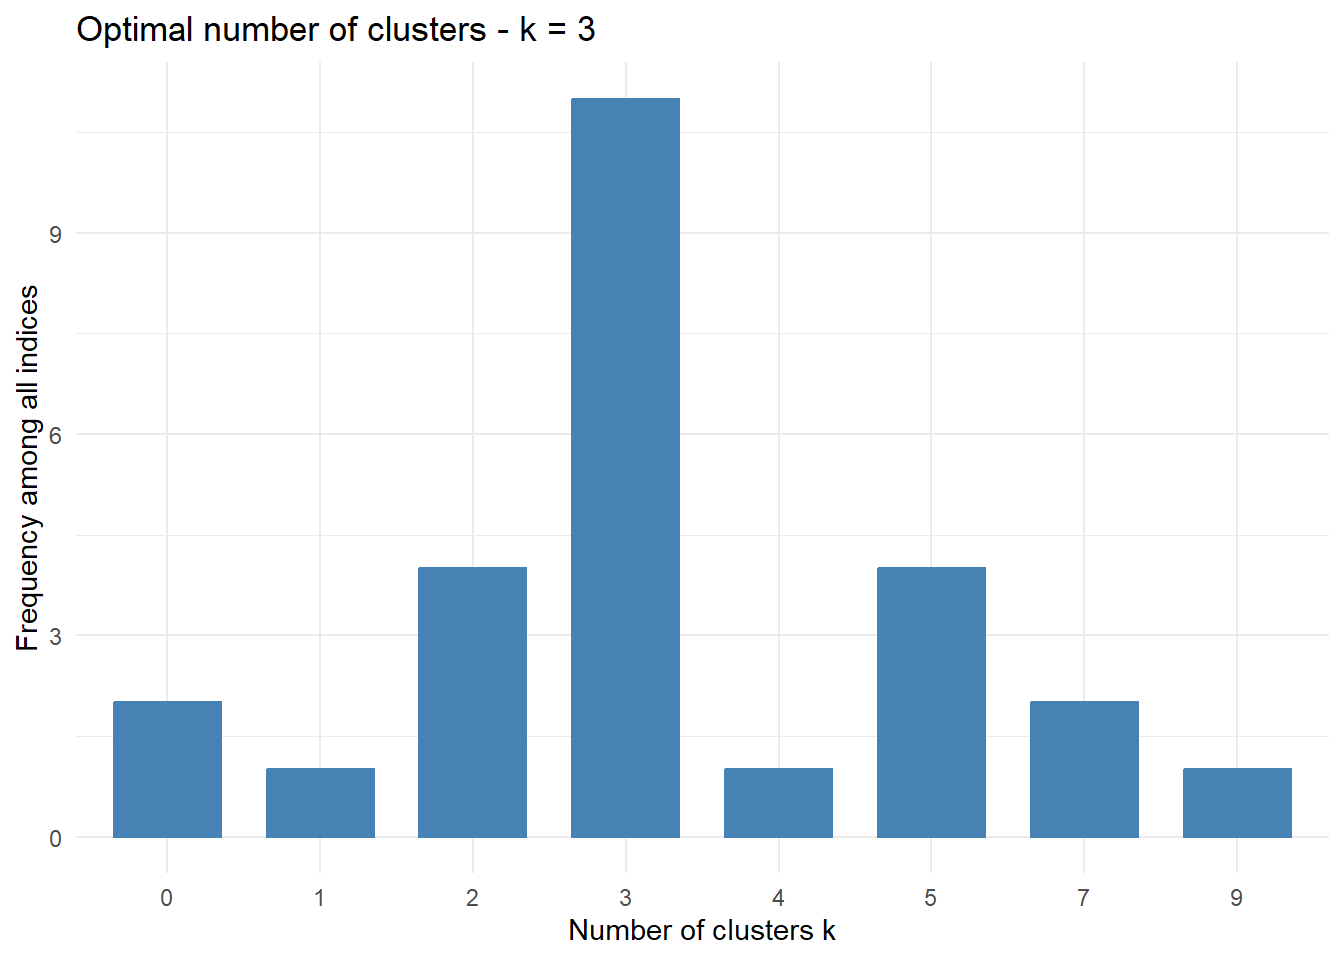 Optimal number of clusters - k = 3
Frequency among all indices
9
6
3
0
0 1 2 3 4 5 7 9
Number of clusters k